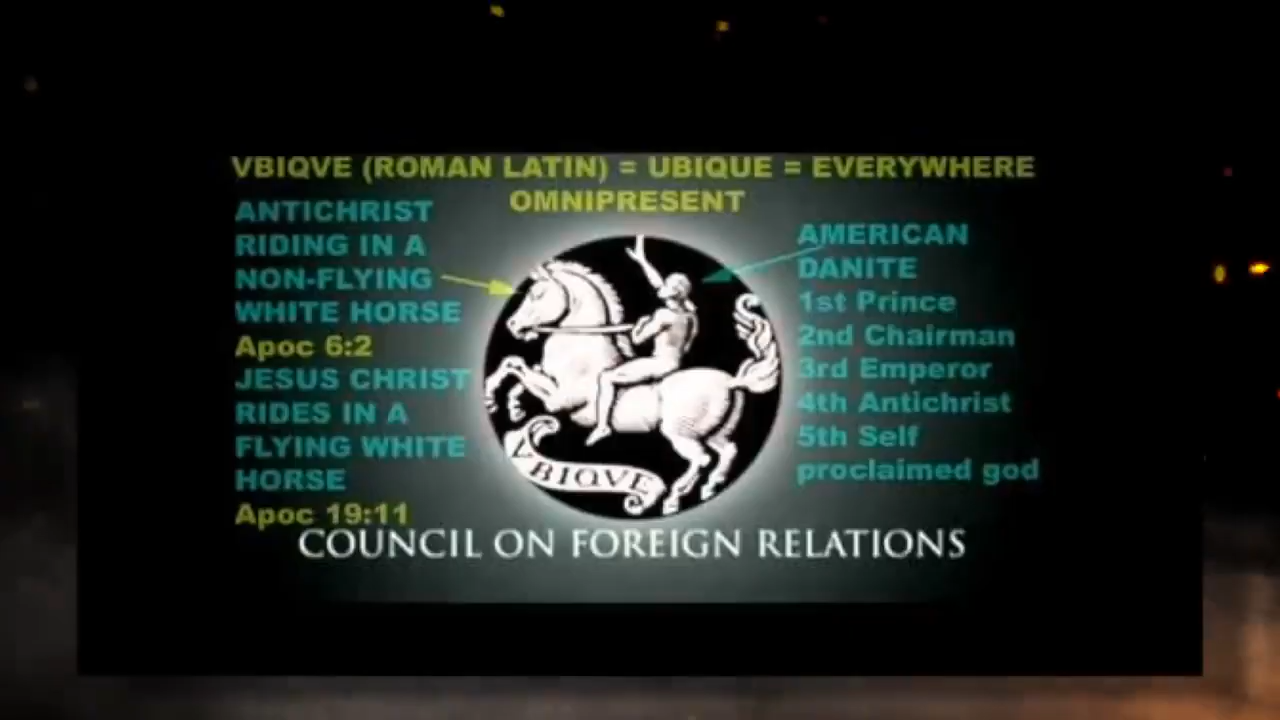 VBIQVE (ROMAN LATIN) = UBIQUE = EVERYWHERE
OMNIPRESENT
ANTICHRIST
RIDING IN A
NON-FLYING
WHITE HORSE
Apoc 6:2
JESUS CHRIST
RIDES IN A
FLYING WHITE
HORSE
Apoc 19:11
AMERICAN
DANITE
1st Prince
2nd Chairman
3rd Emperor
4th Antichrist
5th Self
proclaimed god
VBIQVE
COUNCIL ON FOREIGN RELATIONS